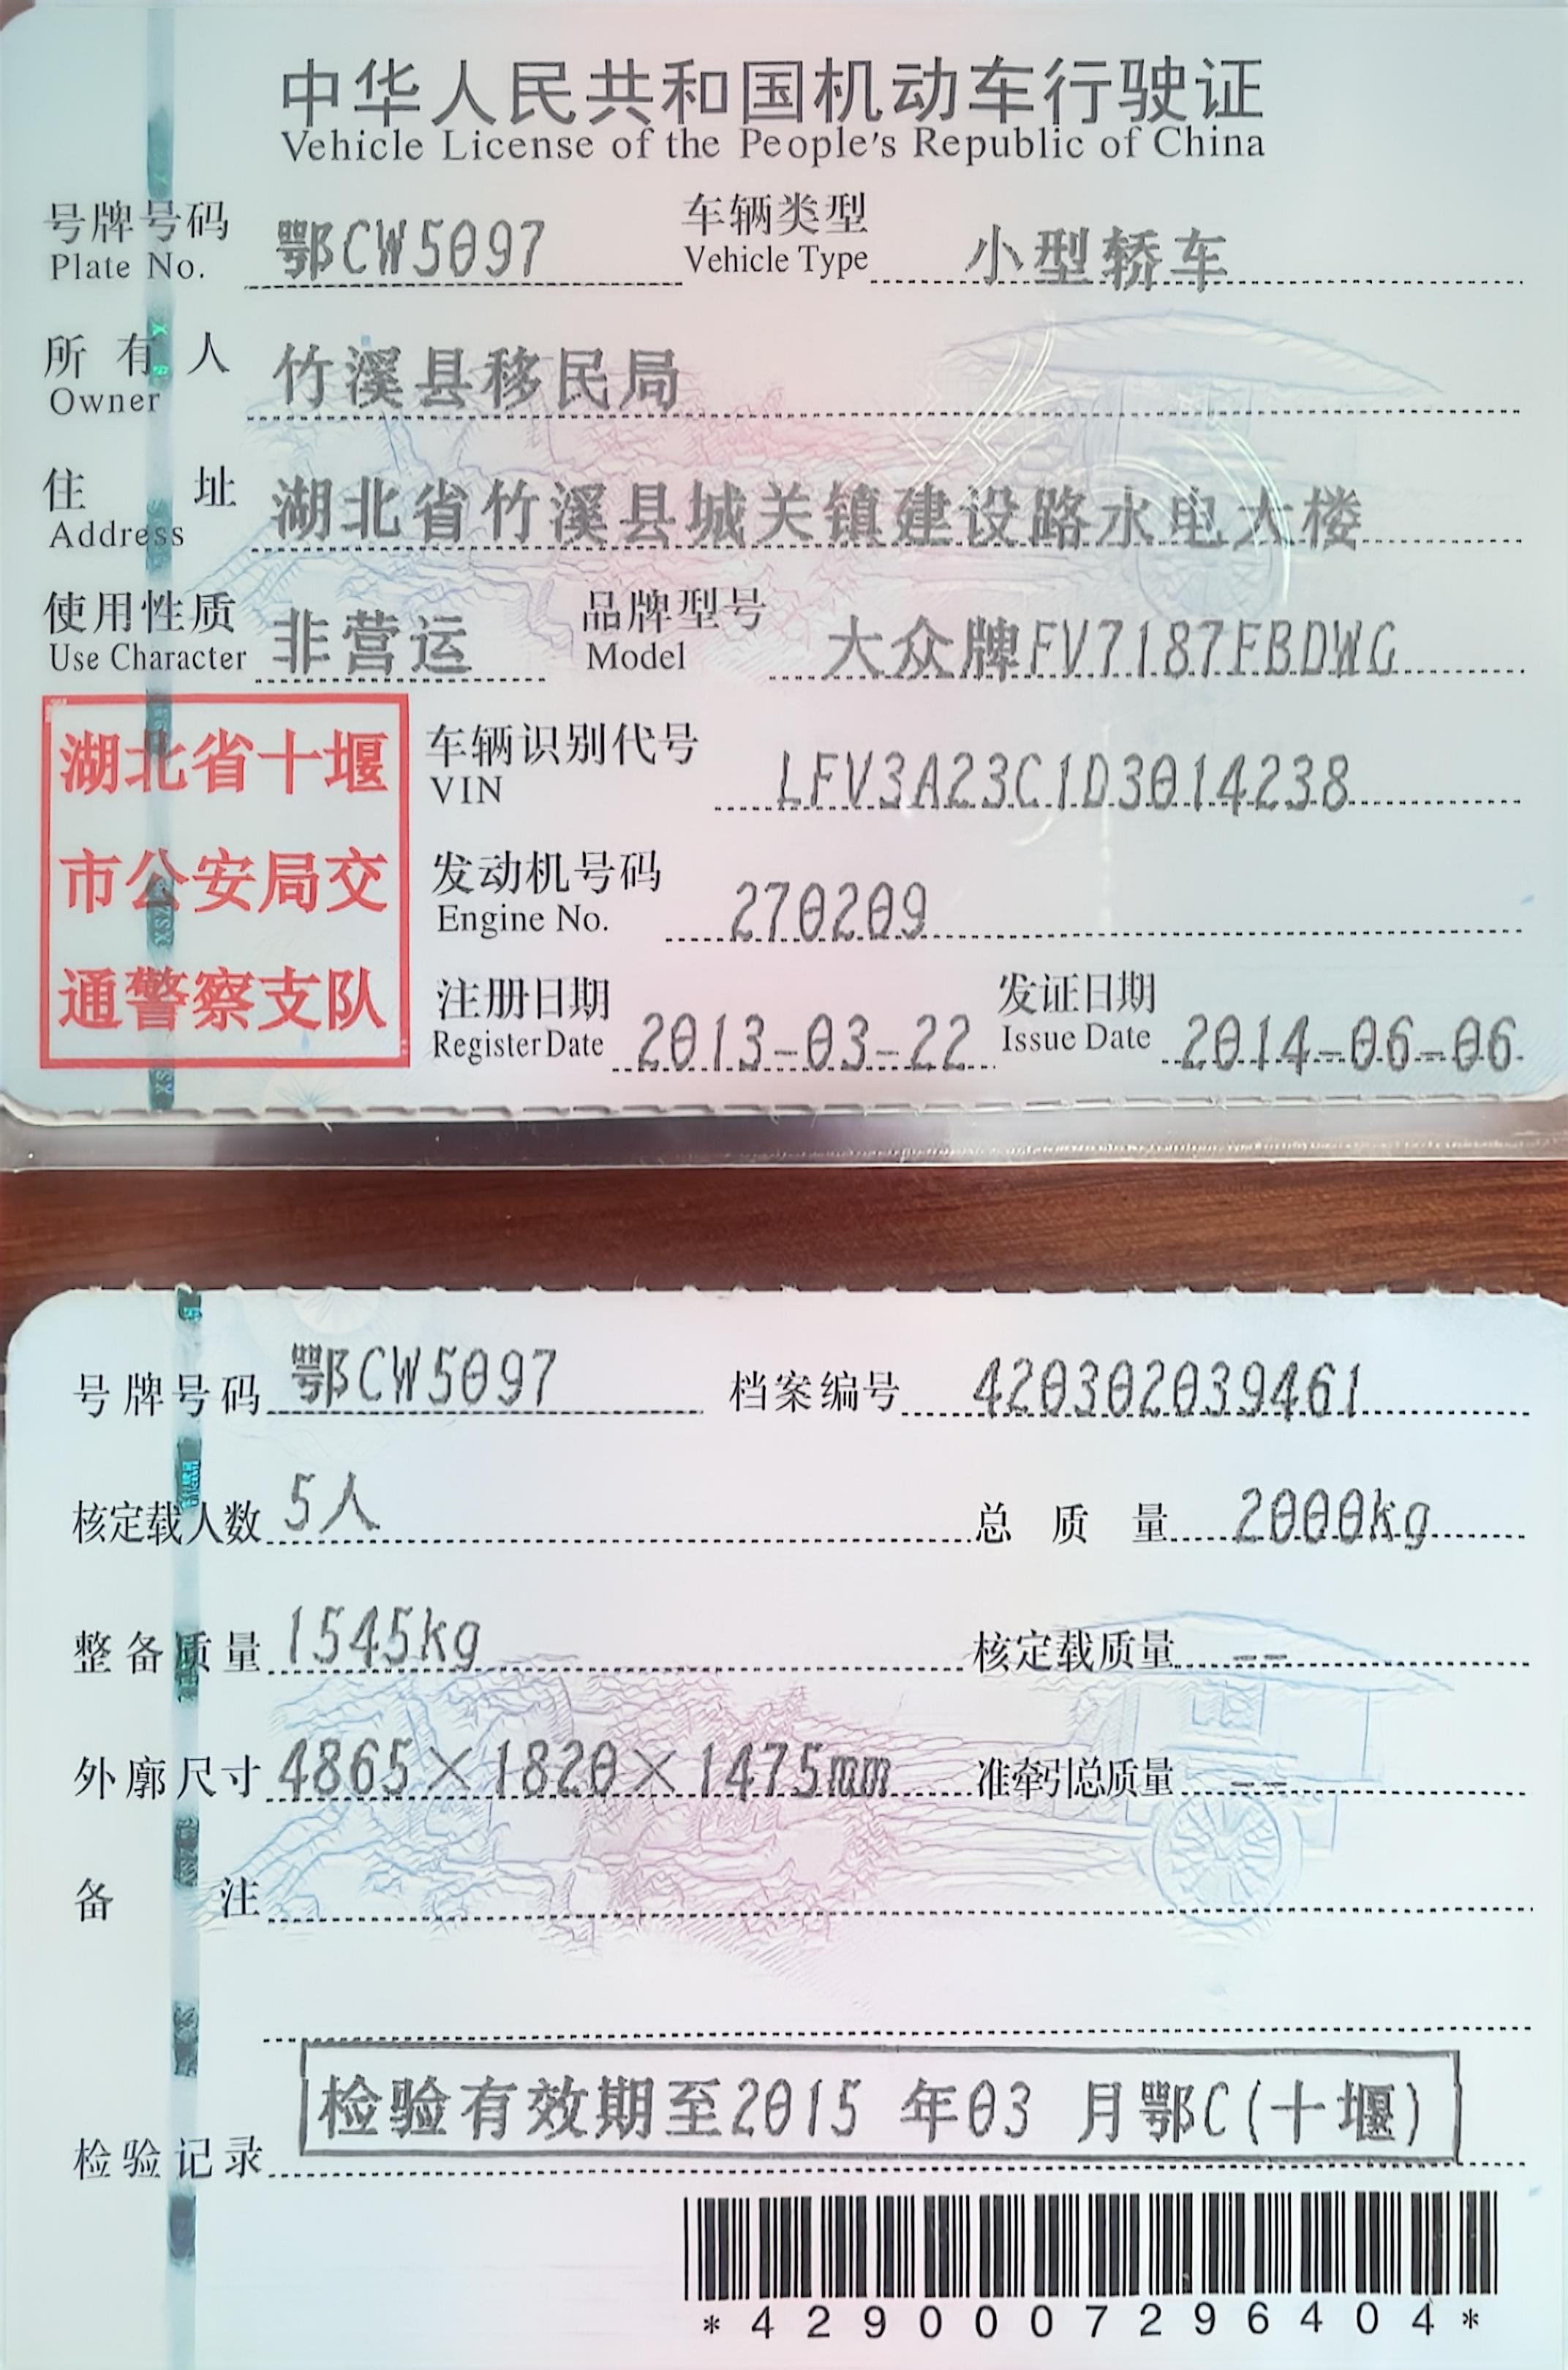 中华人民共和国机动车行驶证
Vehicle License of the People's Republic of China
号牌号码 鄂CW5097 车辆类型 小型轿车
Plate No. Vehicle Type
所有人 竹溪县移民局
Owner
住址 湖北省竹溪县城关镇建设路水电大楼
Address
使用性质 非营运 品牌型号 大众牌FV7187FBDWG
Use Character Model
湖北省十堰
市公安局交
通警察支队
车辆识别代号 LFV3A23C1D3014238
VIN
发动机号码 270209
Engine No.
注册日期 2013-03-22 发证日期 2014-06-06
Register Date Issue Date
号牌号码 鄂CW5097 档案编号 420302039461
核定载人数 5人 总质量 2000kg
整备质量 1545kg 核定载质量 --
外廓尺寸 4865×1820×1475mm 准牵引总质量 --
备注
检验记录 检验有效期至2015 年03 月鄂C(十堰)
*4290007296404*